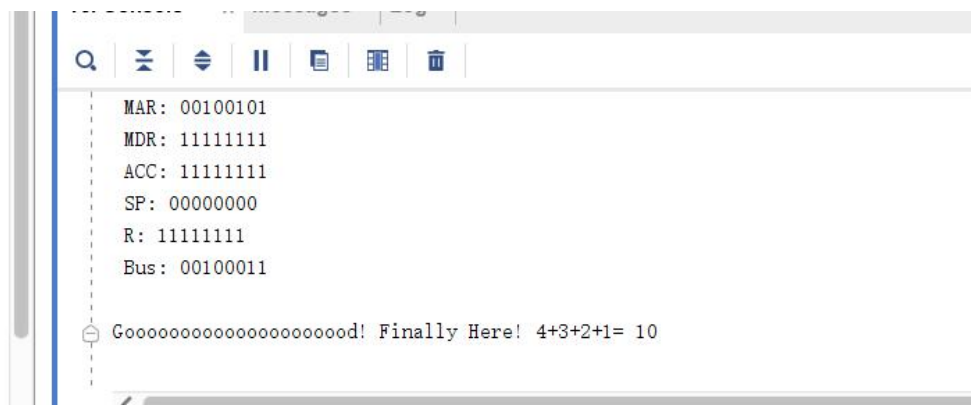 MAR: 00100101
MDR: 11111111
ACC: 11111111
SP: 00000000
R: 11111111
Bus: 00100011
Gooooooooooooooooooood! Finally Here! 4+3+2+1= 10